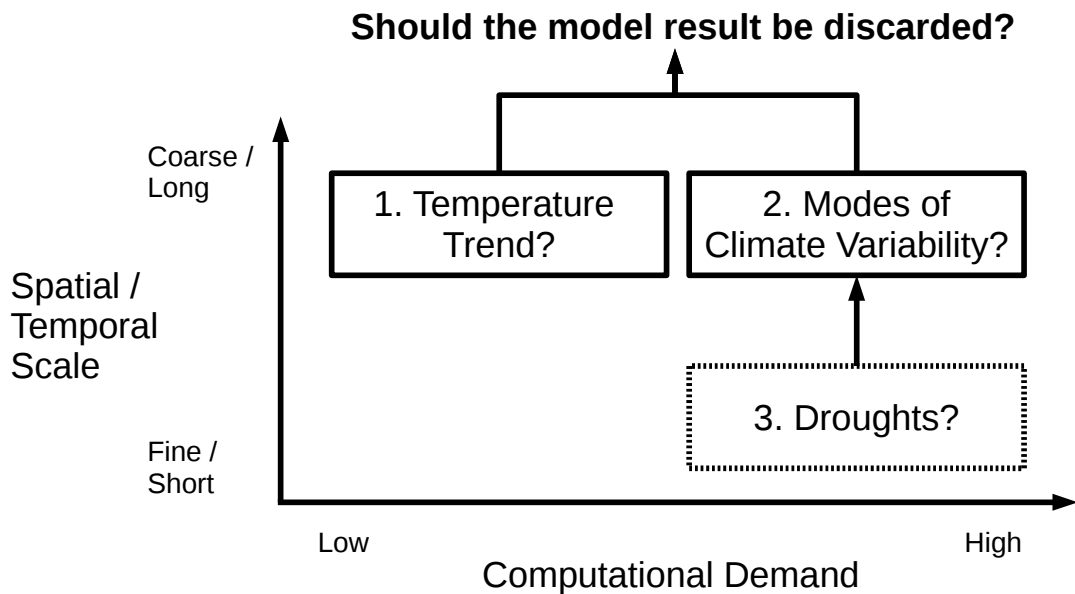 Should the model result be discarded?
Coarse /
Long
1. Temperature
Trend?
2. Modes of
Climate Variability?
Spatial /
Temporal
Scale
3. Droughts?
Fine /
Short
Low
High
Computational Demand